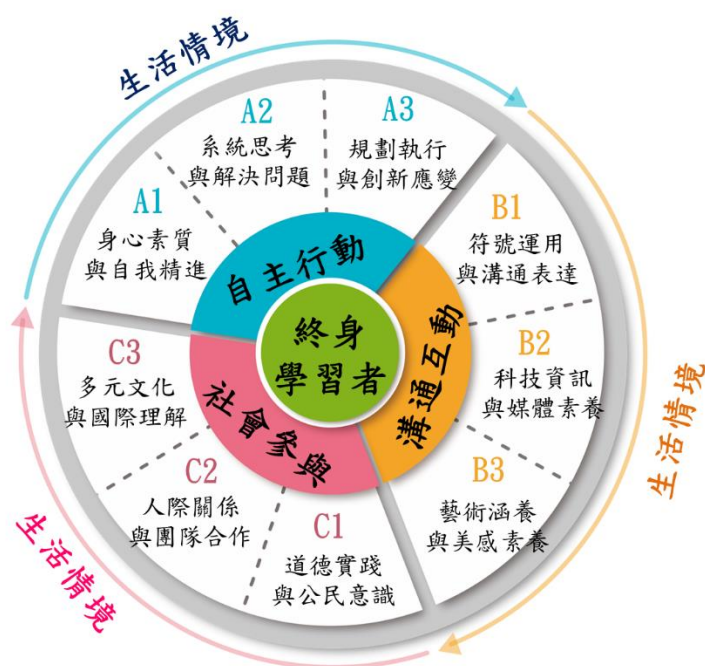 生活情境
A1
身心素質
與自我精進
A2
系統思考
與解決問題
A3
規劃執行
與創新應變
B1
符號運用
與溝通表達
B2
科技資訊
與媒體素養
B3
藝術涵養
與美感素養
C1
道德實踐
與公民意識
C2
人際關係
與團隊合作
C3
多元文化
與國際理解
自主行動
溝通互動
社會參與
終身
學習者
生活情境
生活情境